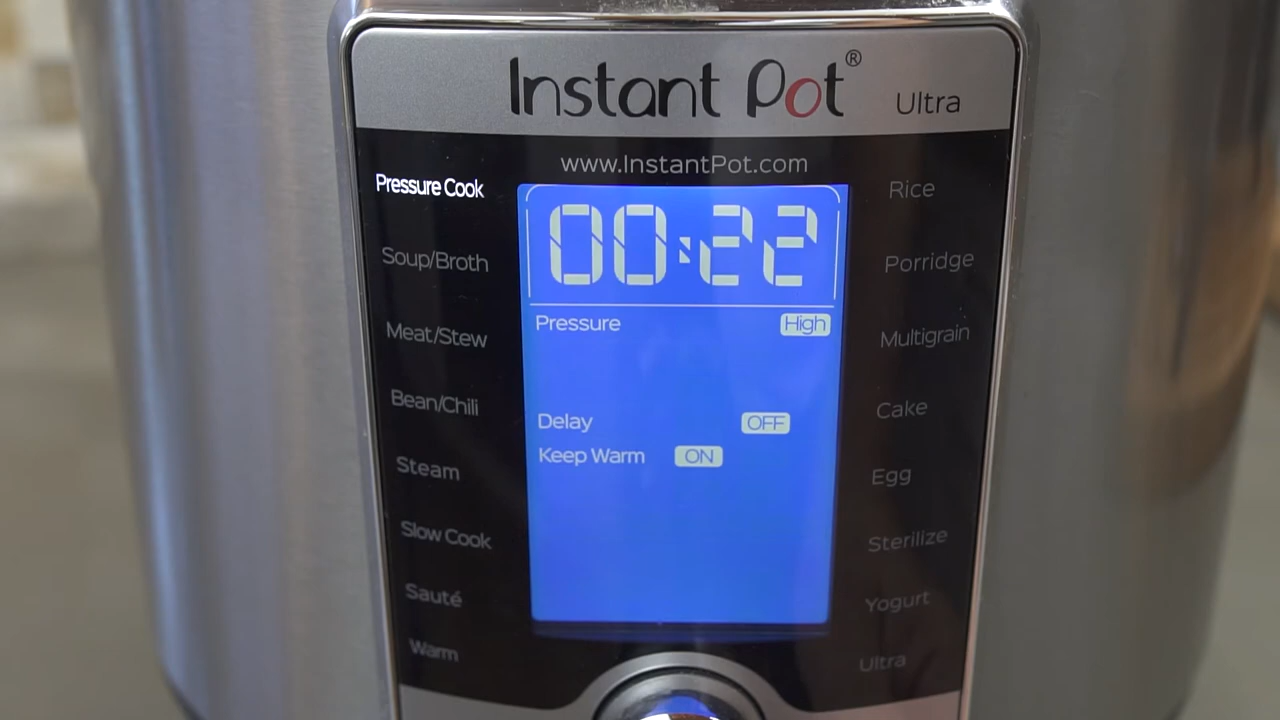 Instant Pot® Ultra
www.InstantPot.com
Pressure Cook
Soup/Broth
Meat/Stew
Bean/Chili
Steam
Slow Cook
Sauté
Warm
00:22
Pressure High
Delay OFF
Keep Warm ON
Rice
Porridge
Multigrain
Cake
Egg
Sterilize
Yogurt
Ultra